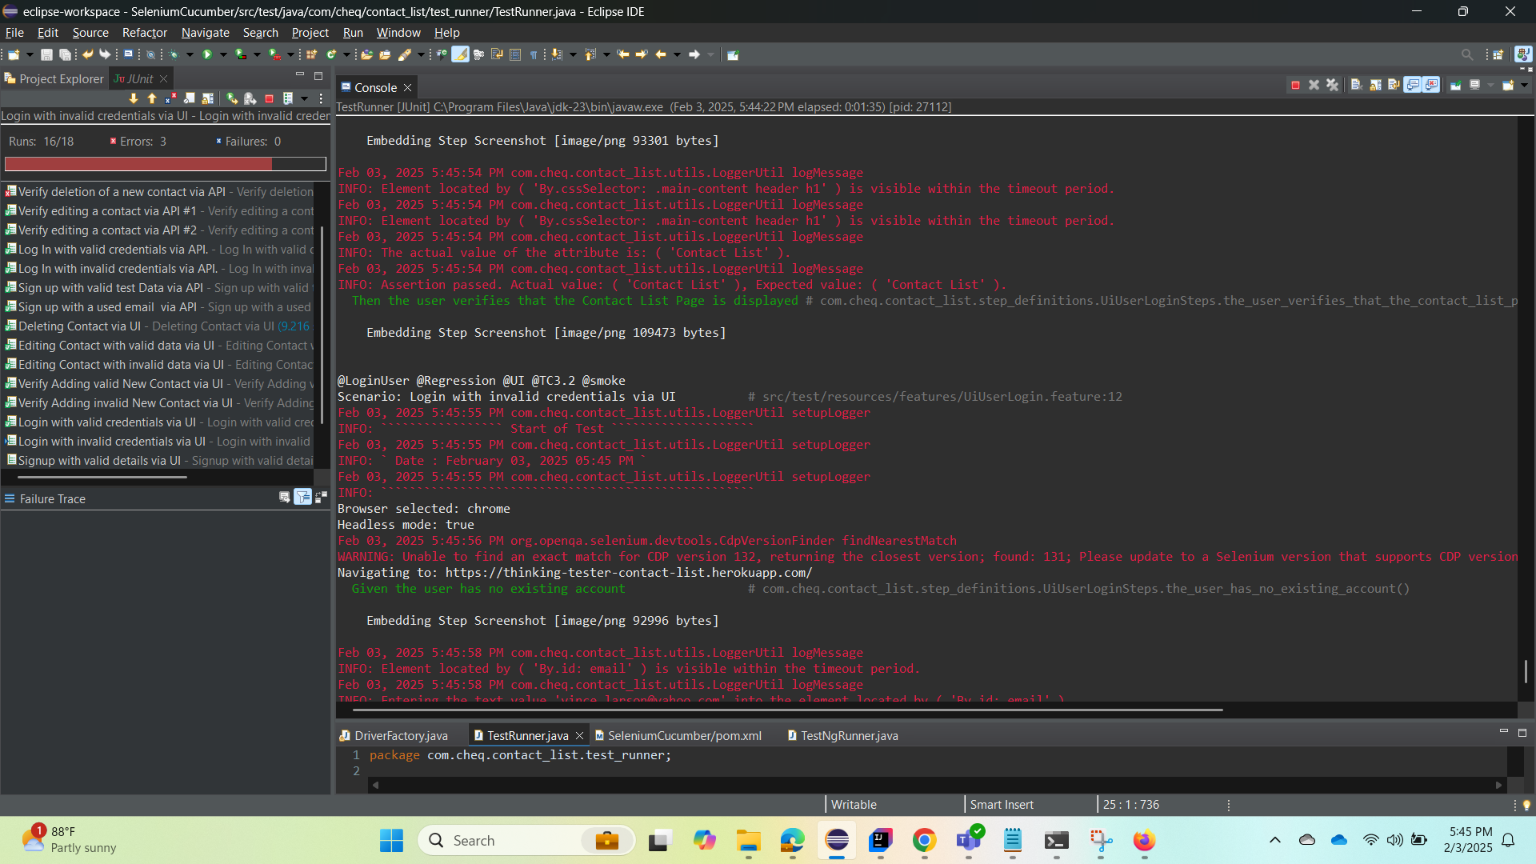 eclipse-workspace - SeleniumCucumber/src/test/java/com/cheq/contact_list/test_runner/TestRunner.java - Eclipse IDE
File Edit Source Refactor Navigate Search Project Run Window Help
Project Explorer JUnit
Login with invalid credentials via UI - Login with invalid creder
Runs: 16/18 Errors: 3 Failures: 0
Verify deletion of a new contact via API - Verify deletion
Verify editing a contact via API #1 - Verify editing a cont
Verify editing a contact via API #2 - Verify editing a cont
Log In with valid credentials via API. - Log In with valid c
Log In with invalid credentials via API. - Log In with inva
Sign up with valid test Data via API - Sign up with valid
Sign up with a used email via API - Sign up with a used
Deleting Contact via UI - Deleting Contact via UI (9.216
Editing Contact with valid data via UI - Editing Contact v
Editing Contact with invalid data via UI - Editing Contac
Verify Adding valid New Contact via UI - Verify Adding v
Verify Adding invalid New Contact via UI - Verify Adding
Login with valid credentials via UI - Login with valid cred
Login with invalid credentials via UI - Login with invalid
Signup with valid details via UI - Signup with valid detai
Failure Trace
Console
TestRunner [JUnit] C:\Program Files\Java\jdk-23\bin\javaw.exe (Feb 3, 2025, 5:44:22 PM elapsed: 0:01:35) [pid: 27112]
Embedding Step Screenshot [image/png 93301 bytes]
Feb 03, 2025 5:45:54 PM com.cheq.contact_list.utils.LoggerUtil logMessage
INFO: Element located by ( 'By.cssSelector: .main-content header h1' ) is visible within the timeout period.
Feb 03, 2025 5:45:54 PM com.cheq.contact_list.utils.LoggerUtil logMessage
INFO: Element located by ( 'By.cssSelector: .main-content header h1' ) is visible within the timeout period.
Feb 03, 2025 5:45:54 PM com.cheq.contact_list.utils.LoggerUtil logMessage
INFO: The actual value of the attribute is: ( 'Contact List' ).
Feb 03, 2025 5:45:54 PM com.cheq.contact_list.utils.LoggerUtil logMessage
INFO: Assertion passed. Actual value: ( 'Contact List' ), Expected value: ( 'Contact List' ).
Then the user verifies that the Contact List Page is displayed # com.cheq.contact_list.step_definitions.UiUserLoginSteps.the_user_verifies_that_the_contact_list_p
Embedding Step Screenshot [image/png 109473 bytes]
@LoginUser @Regression @UI @TC3.2 @smoke
Scenario: Login with invalid credentials via UI # src/test/resources/features/UiUserLogin.feature:12
Feb 03, 2025 5:45:55 PM com.cheq.contact_list.utils.LoggerUtil setupLogger
INFO: ````````````````` Start of Test ````````````````````
Feb 03, 2025 5:45:55 PM com.cheq.contact_list.utils.LoggerUtil setupLogger
INFO: ` Date : February 03, 2025 05:45 PM `
Feb 03, 2025 5:45:55 PM com.cheq.contact_list.utils.LoggerUtil setupLogger
INFO: ````````````````````````````````````````````````````
Browser selected: chrome
Headless mode: true
Feb 03, 2025 5:45:56 PM org.openqa.selenium.devtools.CdpVersionFinder findNearestMatch
WARNING: Unable to find an exact match for CDP version 132, returning the closest version; found: 131; Please update to a Selenium version that supports CDP version
Navigating to: https://thinking-tester-contact-list.herokuapp.com/
Given the user has no existing account # com.cheq.contact_list.step_definitions.UiUserLoginSteps.the_user_has_no_existing_account()
Embedding Step Screenshot [image/png 92996 bytes]
Feb 03, 2025 5:45:58 PM com.cheq.contact_list.utils.LoggerUtil logMessage
INFO: Element located by ( 'By.id: email' ) is visible within the timeout period.
Feb 03, 2025 5:45:58 PM com.cheq.contact_list.utils.LoggerUtil logMessage
INFO: Entering the text value 'vince.larson@yahoo.com' into the element located by ( 'By.id: email' )
DriverFactory.java TestRunner.java SeleniumCucumber/pom.xml TestNgRunner.java
1 package com.cheq.contact_list.test_runner;
2
Writable Smart Insert 25 : 1 : 736
1 88°F
Partly sunny
Search
5:45 PM
2/3/2025